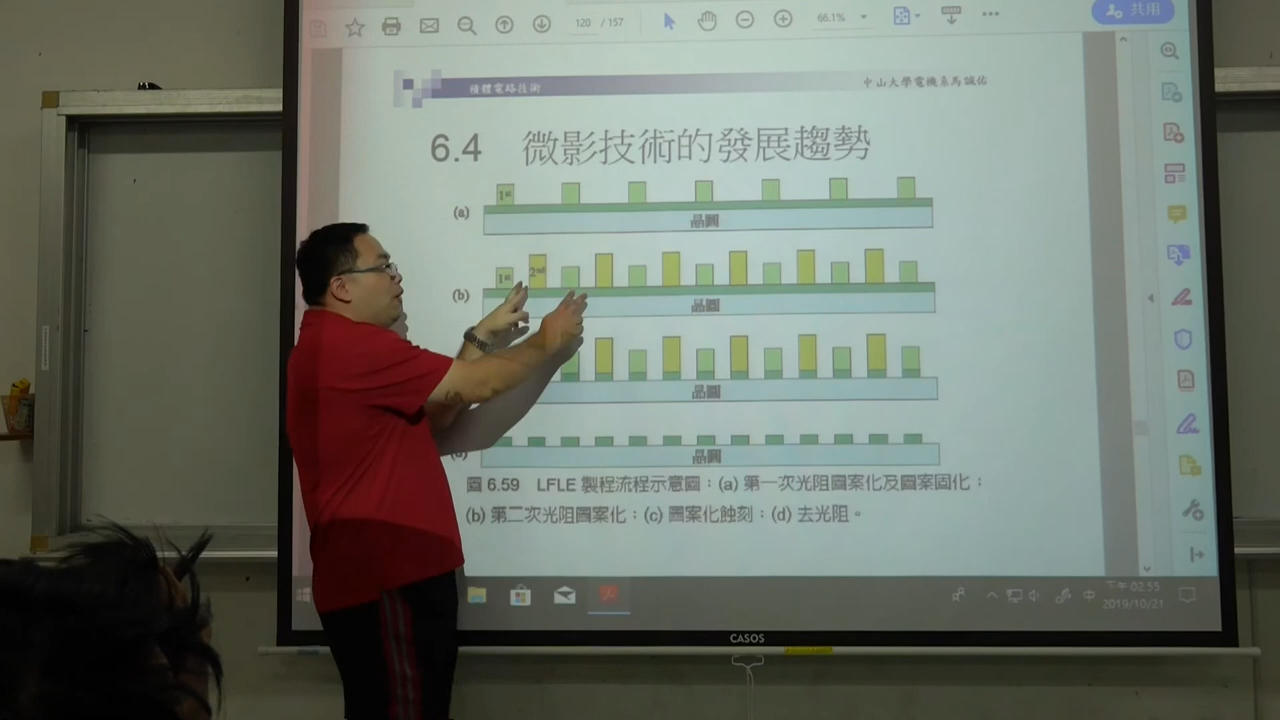 120 / 157
66.1%
共用
積體電路技術
中山大學電機系馬誠佑
6.4 微影技術的發展趨勢
1st
(a)
晶圓
1st 2nd
(b)
晶圓
晶圓
(d)
晶圓
圖 6.59 LFLE 製程流程示意圖：(a) 第一次光阻圖案化及圖案固化；
(b) 第二次光阻圖案化；(c) 圖案化蝕刻；(d) 去光阻。
中
下午 02:55
2019/10/21
CASOS